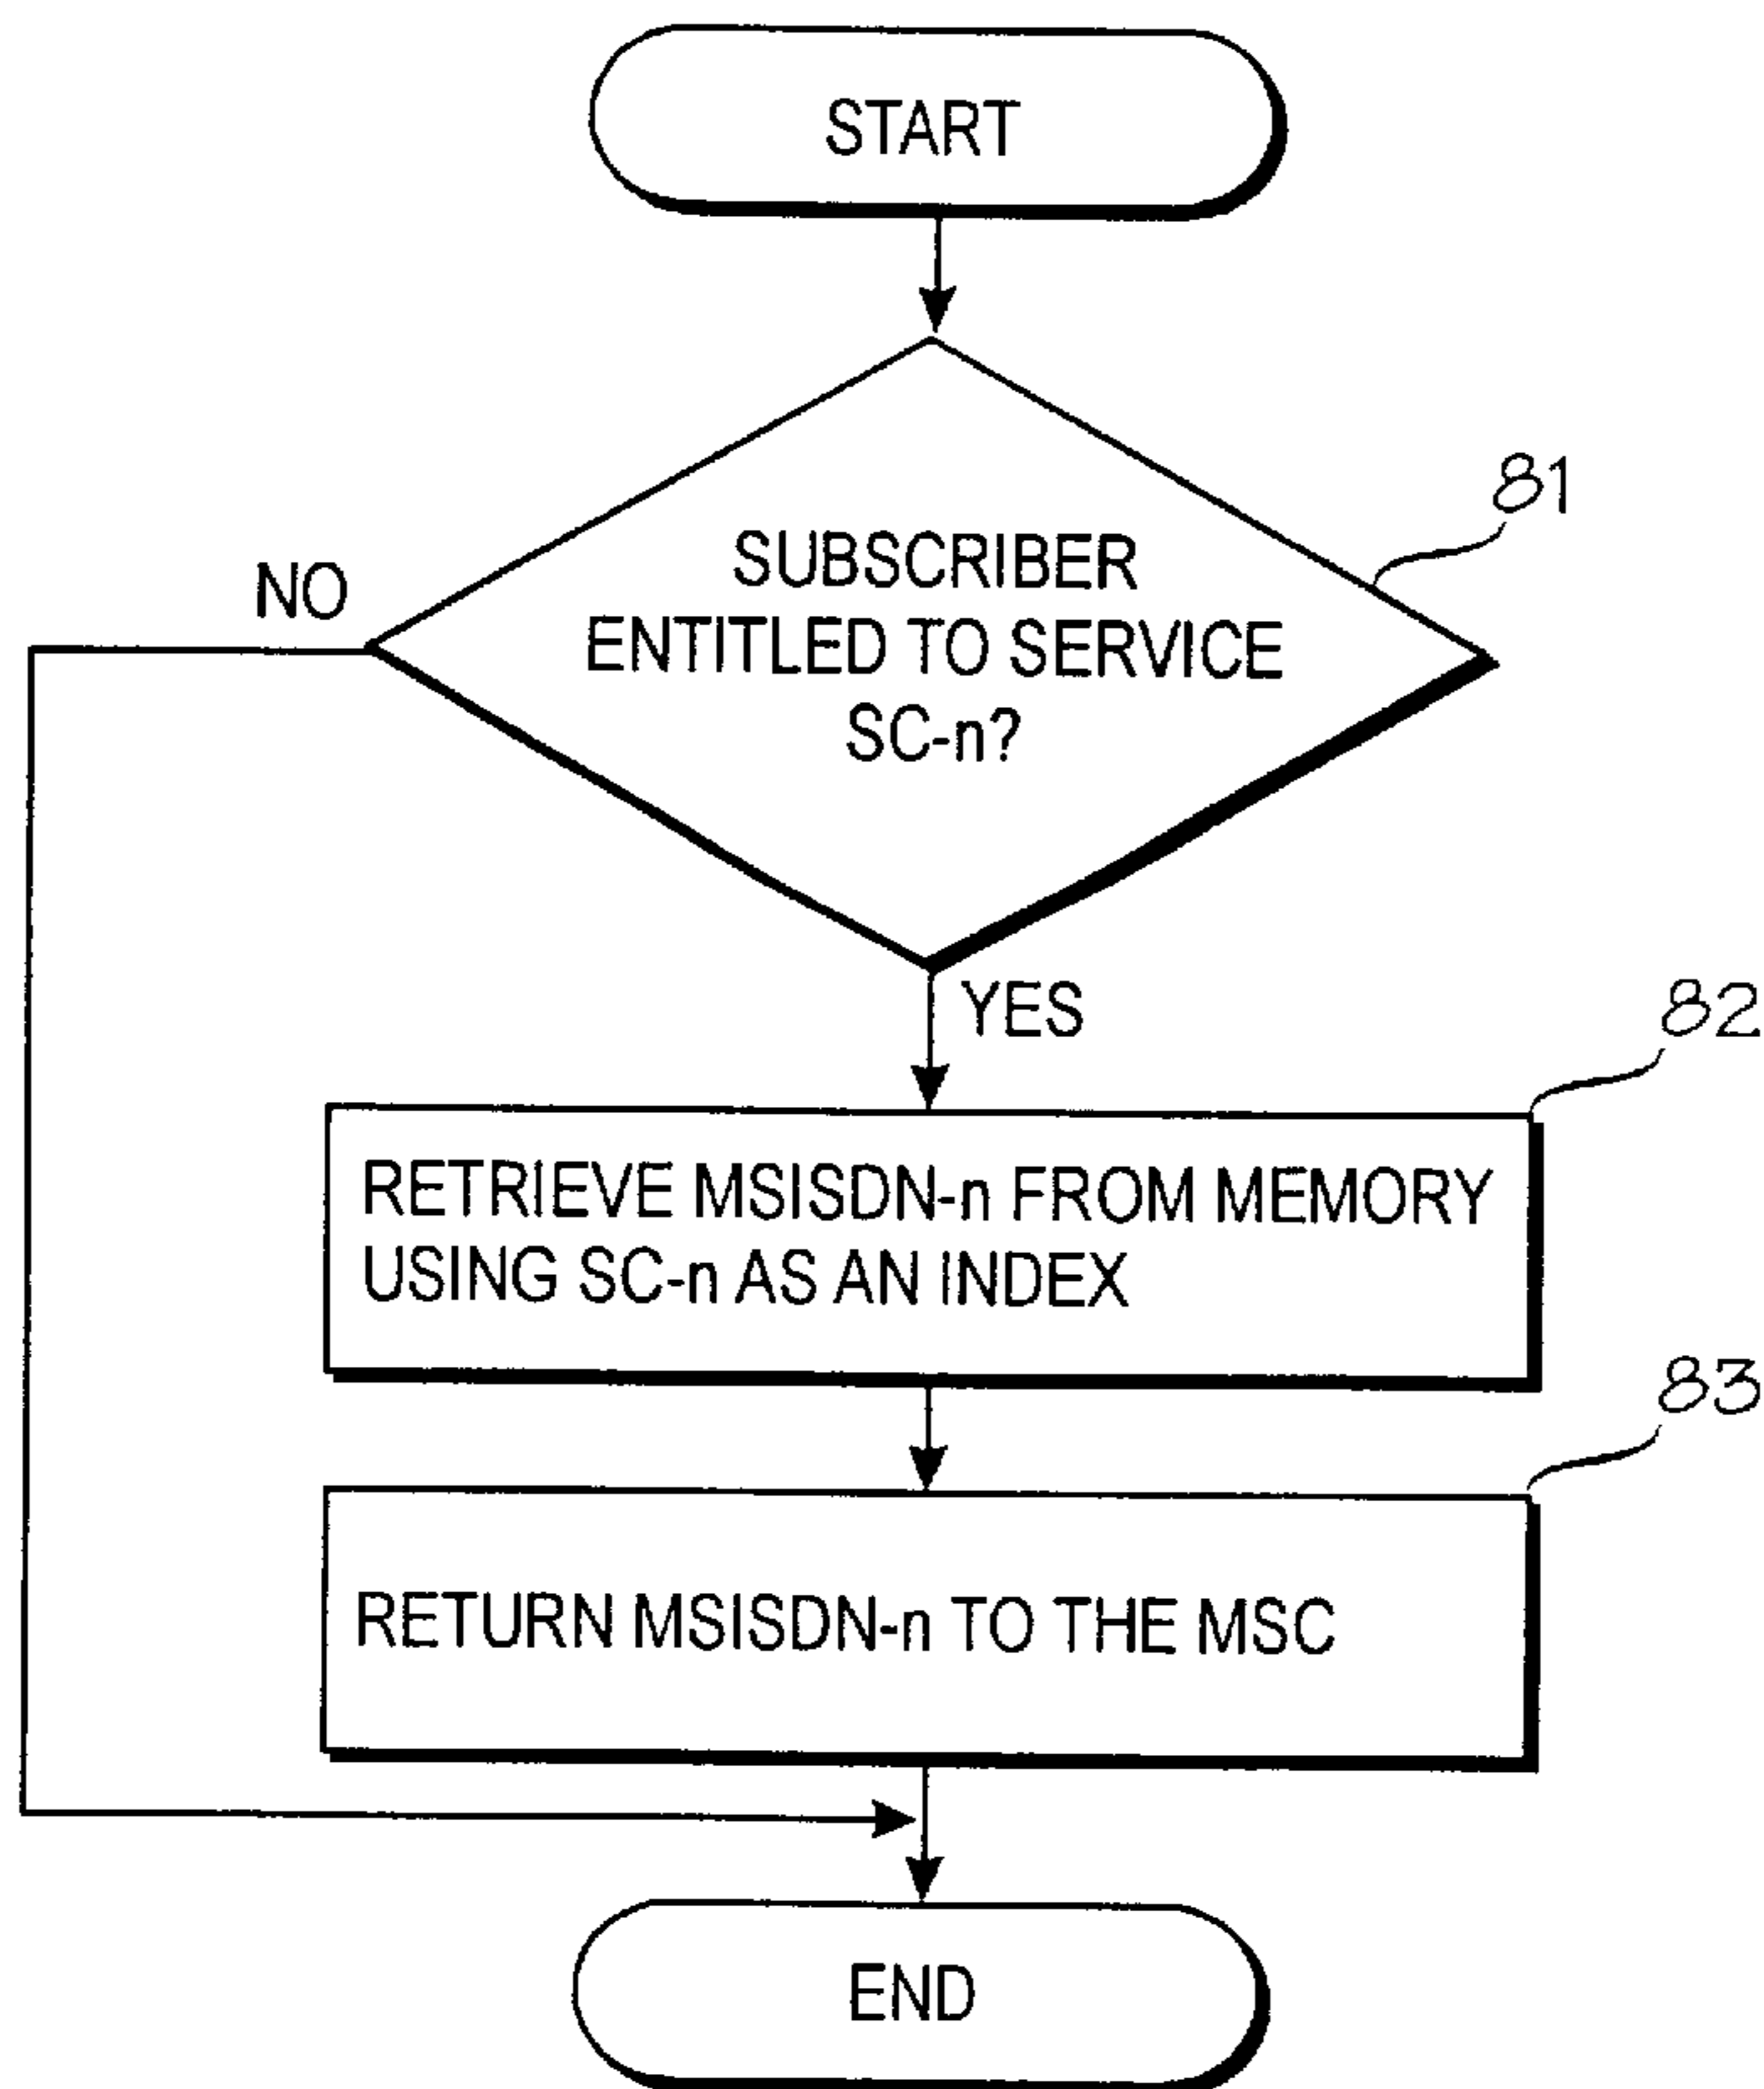 START
81
SUBSCRIBER
ENTITLED TO SERVICE
SC-n?
NO
YES
82
RETRIEVE MSISDN-n FROM MEMORY
USING SC-n AS AN INDEX
83
RETURN MSISDN-n TO THE MSC
END